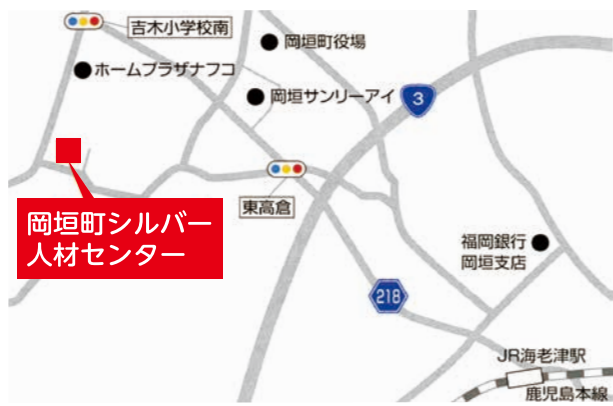 吉木小学校南
岡垣町役場
ホームプラザナフコ
岡垣サンリーアイ
3
東高倉
岡垣町シルバー
人材センター
福岡銀行
岡垣支店
218
JR海老津駅
鹿児島本線